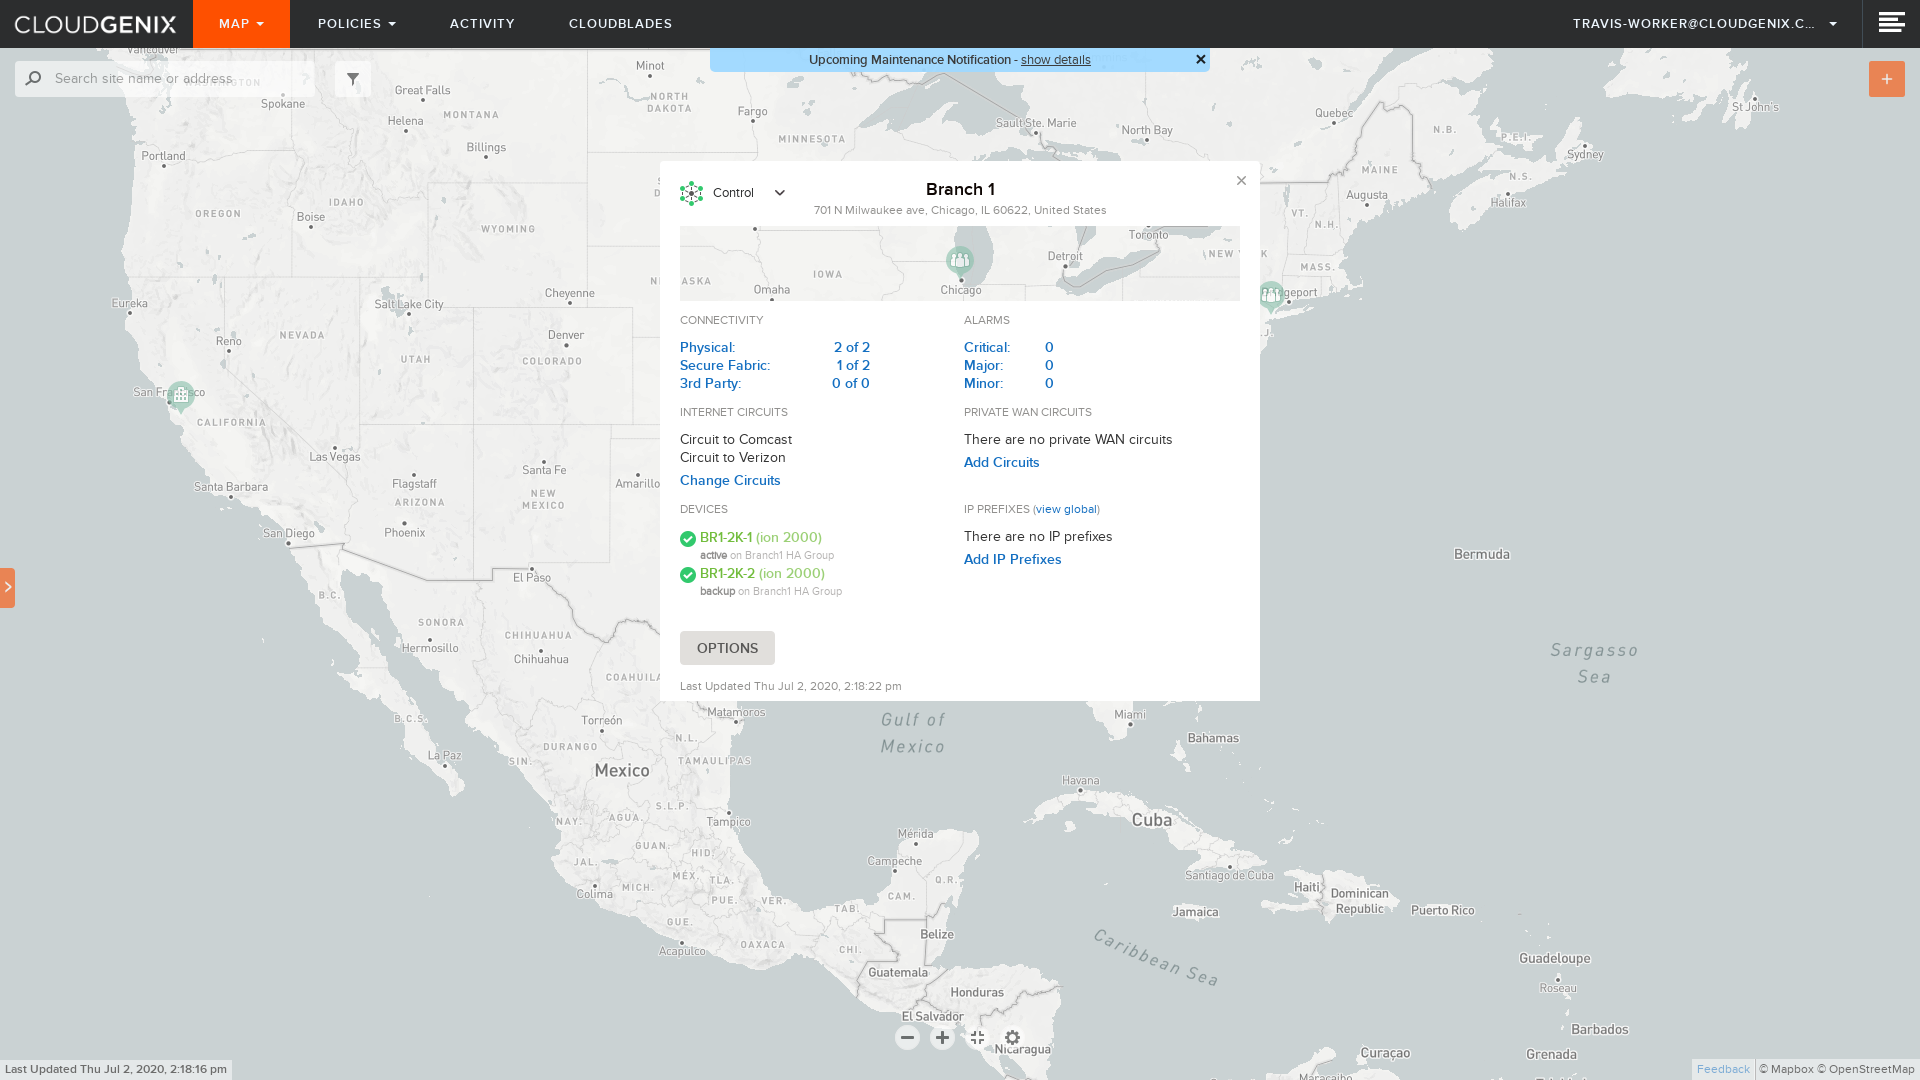 CLOUDGENIX
MAP
POLICIES
ACTIVITY
CLOUDBLADES
TRAVIS-WORKER@CLOUDGENIX.C...
Upcoming Maintenance Notification - show details
Search site name or address
Control
Branch 1
701 N Milwaukee ave, Chicago, IL 60622, United States
IOWA
Omaha
Chicago
Detroit
Toronto
CONNECTIVITY
Physical: 2 of 2
Secure Fabric: 1 of 2
3rd Party: 0 of 0
ALARMS
Critical: 0
Major: 0
Minor: 0
INTERNET CIRCUITS
Circuit to Comcast
Circuit to Verizon
Change Circuits
PRIVATE WAN CIRCUITS
There are no private WAN circuits
Add Circuits
DEVICES
BR1-2K-1 (ion 2000)
active on Branch1 HA Group
BR1-2K-2 (ion 2000)
backup on Branch1 HA Group
IP PREFIXES (view global)
There are no IP prefixes
Add IP Prefixes
OPTIONS
Last Updated Thu Jul 2, 2020, 2:18:22 pm
Spokane
Great Falls
Helena
MONTANA
Billings
Minot
NORTH
DAKOTA
Fargo
MINNESOTA
Sault Ste. Marie
North Bay
Quebec
N.B.
P.E.I.
St John's
Sydney
N.S.
Halifax
MAINE
Augusta
VT.
N.H.
MASS.
Portland
OREGON
IDAHO
Boise
WYOMING
Eureka
Salt Lake City
Cheyenne
NEVADA
Reno
UTAH
Denver
COLORADO
CALIFORNIA
Las Vegas
Santa Barbara
Flagstaff
ARIZONA
Phoenix
Santa Fe
NEW
MEXICO
Amarillo
San Diego
El Paso
B.C.
SONORA
Hermosillo
CHIHUAHUA
Chihuahua
COAHUILA
B.C.S.
La Paz
Torreón
DURANGO
SIN.
N.L.
Matamoros
TAMAULIPAS
Mexico
S.L.P.
NAY.
AGUA.
Tampico
GUAN.
HID.
JAL.
MÉX.
TLA.
MICH.
PUE.
VER.
Colima
GUE.
Acapulco
OAXACA
TAB.
CHI.
CAM.
Q.R.
Mérida
Campeche
Belize
Guatemala
Honduras
El Salvador
Nicaragua
Gulf of
Mexico
Miami
Bahamas
Havana
Cuba
Santiago de Cuba
Haiti
Dominican
Republic
Jamaica
Puerto Rico
Caribbean Sea
Guadeloupe
Roseau
Barbados
Grenada
Curaçao
Maracaibo
Bermuda
Sargasso
Sea
Last Updated Thu Jul 2, 2020, 2:18:16 pm
Feedback
© Mapbox © OpenStreetMap